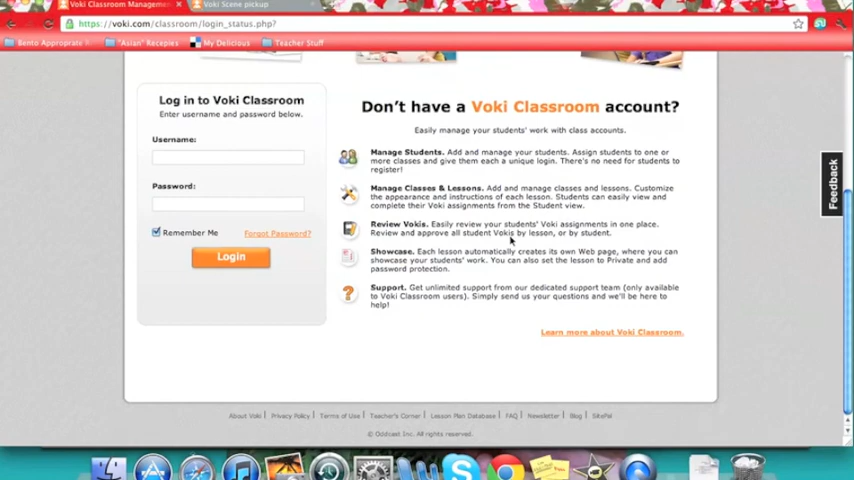 Voki Classroom Manageme
Voki Scene pickup
https://voki.com/classroom/login_status.php?
Bento Approprate R
"Asian" Recepies
My Delicious
Teacher Stuff
Log in to Voki Classroom
Enter username and password below.
Username:
Password:
Remember Me
Forgot Password?
Login
Don't have a Voki Classroom account?
Easily manage your students' work with class accounts.
Manage Students. Add and manage your students. Assign students to one or
more classes and give them each a unique login. There's no need for students to
register!
Manage Classes & Lessons. Add and manage classes and lessons. Customize
the appearance and instructions of each lesson. Students can easily view and
complete their Voki assignments from the Student view.
Review Vokis. Easily review your students' Voki assignments in one place.
Review and approve all student Vokis by lesson, or by student.
Showcase. Each lesson automatically creates its own Web page, where you can
showcase your students' work. You can also set the lesson to Private and add
password protection.
Support. Get unlimited support from our dedicated support team (only available
to Voki Classroom users). Simply send us your questions and we'll be here to
help!
Learn more about Voki Classroom.
Feedback
About Voki | Privacy Policy | Terms of Use | Teacher's Corner | Lesson Plan Database | FAQ | Newsletter | Blog | SitePal
© Oddcast Inc. All rights reserved.